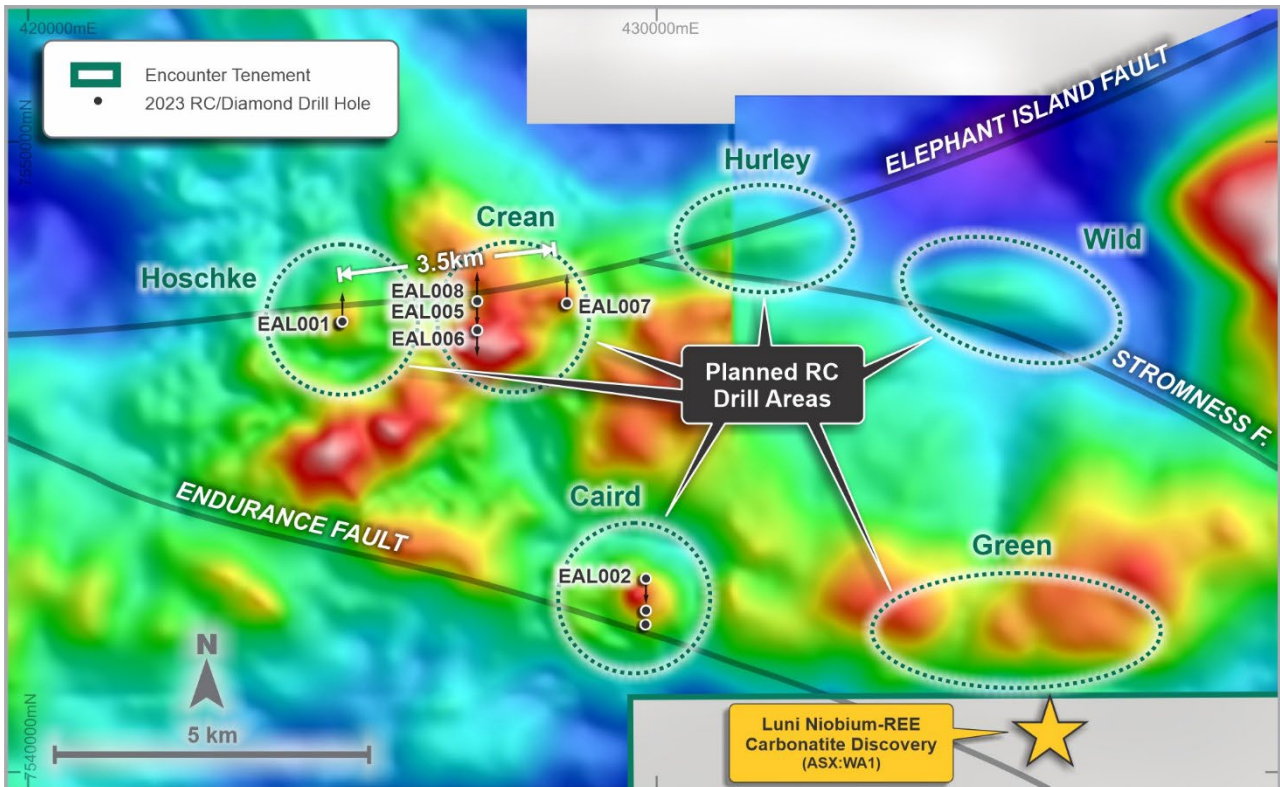 420000mE
430000mE
Encounter Tenement
2023 RC/Diamond Drill Hole
7550000mN
ELEPHANT ISLAND FAULT
Hurley
Crean
Wild
Hoschke
3.5km
EAL008
EAL005
EAL006
EAL007
EAL001
Planned RC
Drill Areas
STROMNESS F.
ENDURANCE FAULT
Caird
EAL002
Green
N
5 km
7540000mN
Luni Niobium-REE
Carbonatite Discovery
(ASX:WA1)